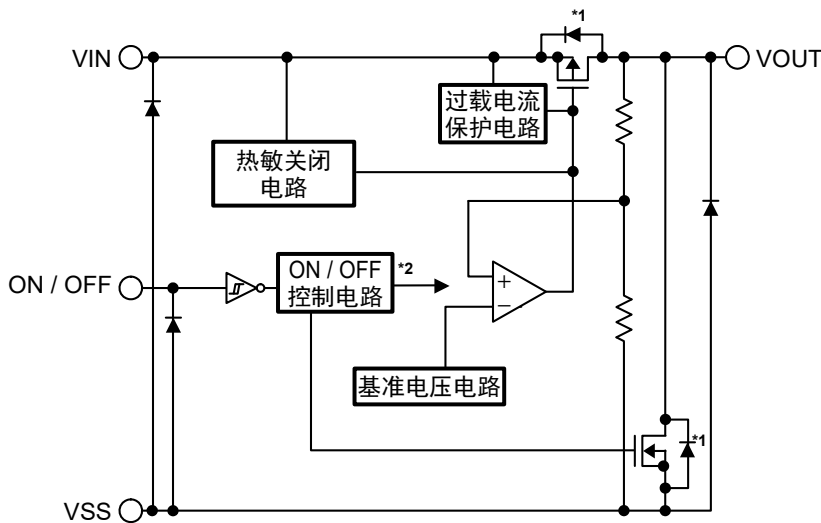 *1
VIN
VOUT
过载电流
保护电路
热敏关闭
电路
ON / OFF
ON / OFF
控制电路
*2
+
−
基准电压电路
*1
VSS